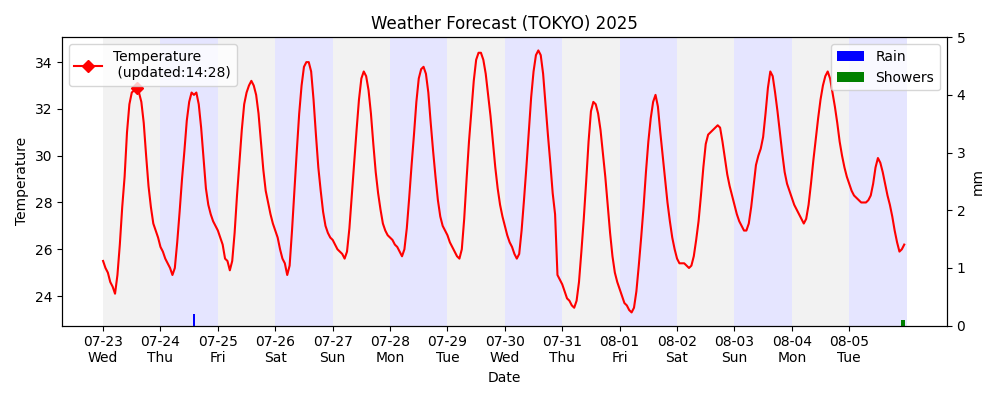 Weather Forecast (TOKYO) 2025
Temperature
(updated:14:28)
Rain
Showers
Temperature
34
32
30
28
26
24
5
4
3
2
1
0
mm
07-23 07-24 07-25 07-26 07-27 07-28 07-29 07-30 07-31 08-01 08-02 08-03 08-04 08-05
Wed Thu Fri Sat Sun Mon Tue Wed Thu Fri Sat Sun Mon Tue
Date